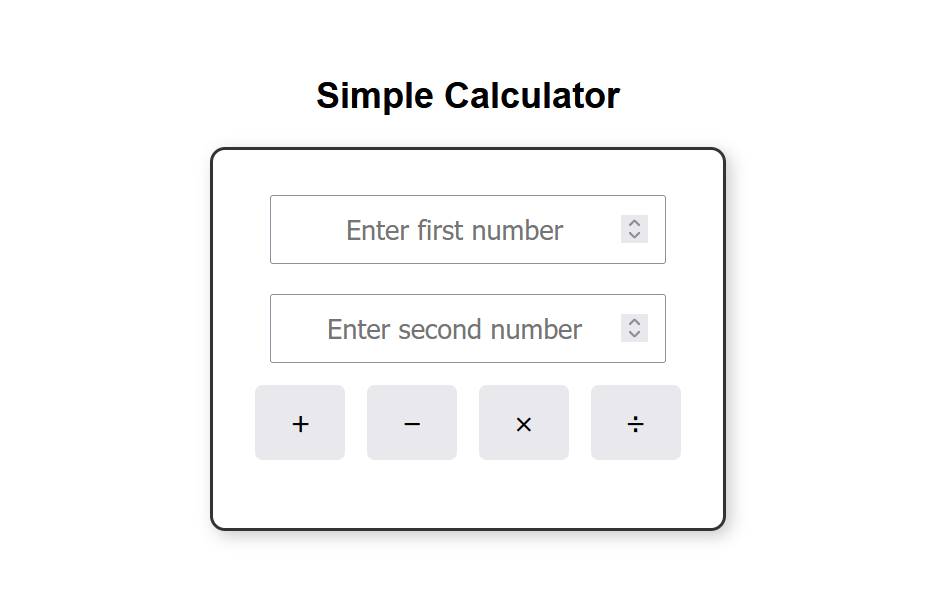 Simple Calculator
Enter first number
Enter second number
+ − × ÷